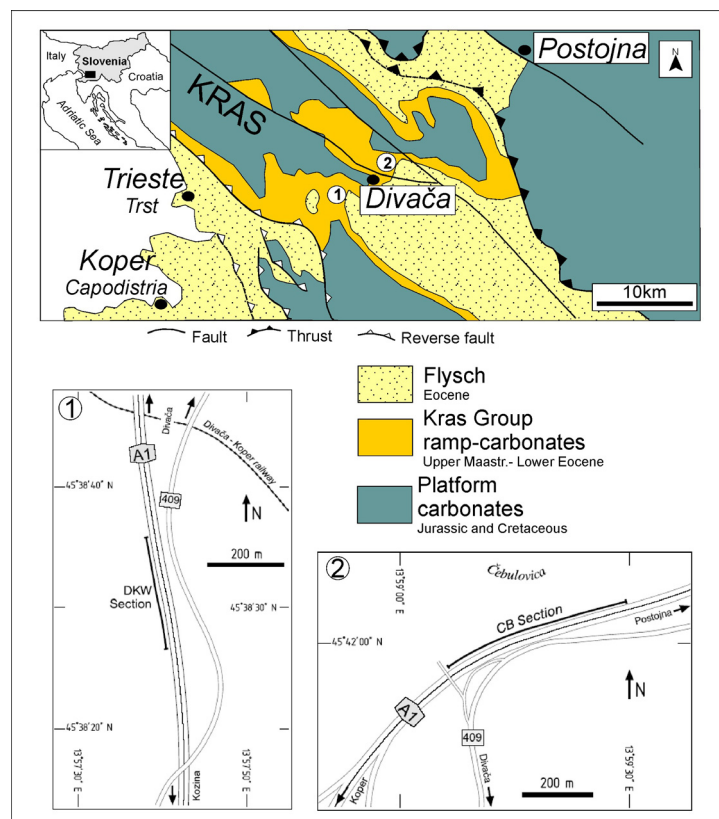 Italy
Slovenia
Croatia
Adriatic Sea
Postojna
N
KRAS
2
1
Divača
Trieste
Trst
Koper
Capodistria
10km
Fault
Thrust
Reverse fault
Flysch
Eocene
Kras Group
ramp-carbonates
Upper Maastr.- Lower Eocene
Platform
carbonates
Jurassic and Cretaceous
1
Divača
Divača - Koper railway
A1
45°38'40" N
409
N
200 m
DKW
Section
45°38'30" N
45°38'20" N
13°57'30" E
Kozina
13°57'50" E
2
13°59'00" E
Čebulovica
CB Section
Postojna
45°42'00" N
N
A1
409
Divača
Koper
13°59'30" E
200 m